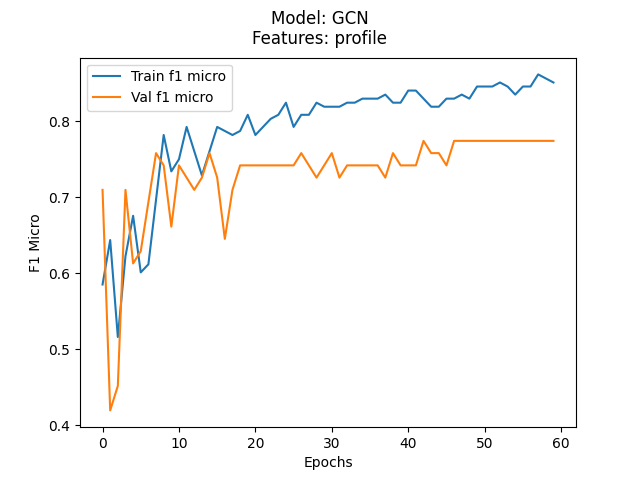 Model: GCN
Features: profile
Train f1 micro
Val f1 micro
F1 Micro
0.8
0.7
0.6
0.5
0.4
0 10 20 30 40 50 60
Epochs